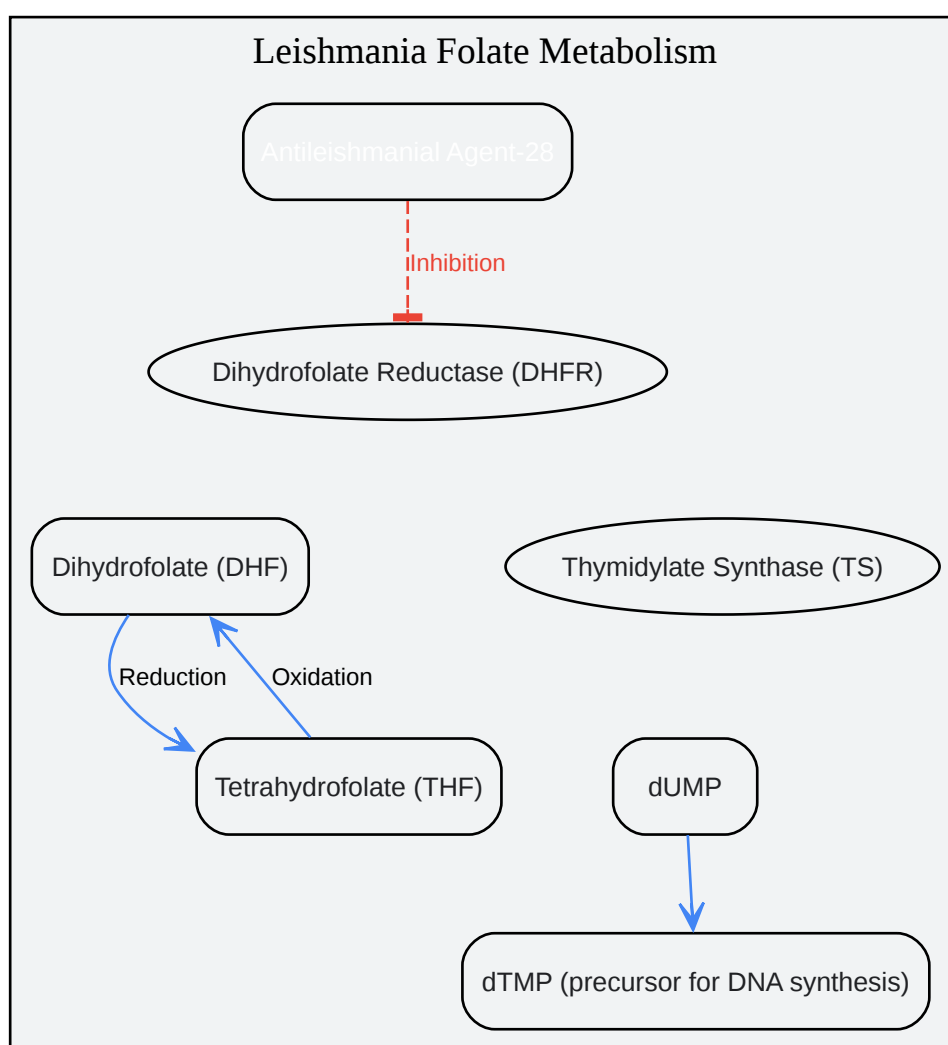 Leishmania Folate Metabolism
Antileishmanial Agent-28
Inhibition
Dihydrofolate Reductase (DHFR)
Dihydrofolate (DHF)
Thymidylate Synthase (TS)
Reduction
Oxidation
Tetrahydrofolate (THF)
dUMP
dTMP (precursor for DNA synthesis)